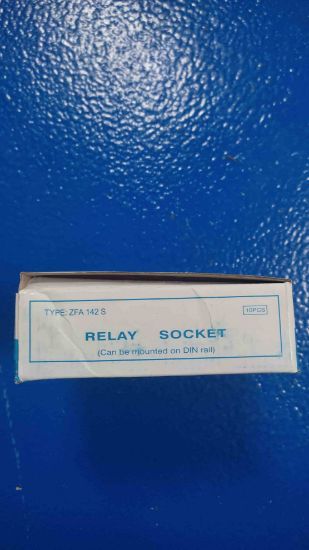 TYPE: ZFA 142 S
10PCS
RELAY SOCKET
(Can be mounted on DIN rail)